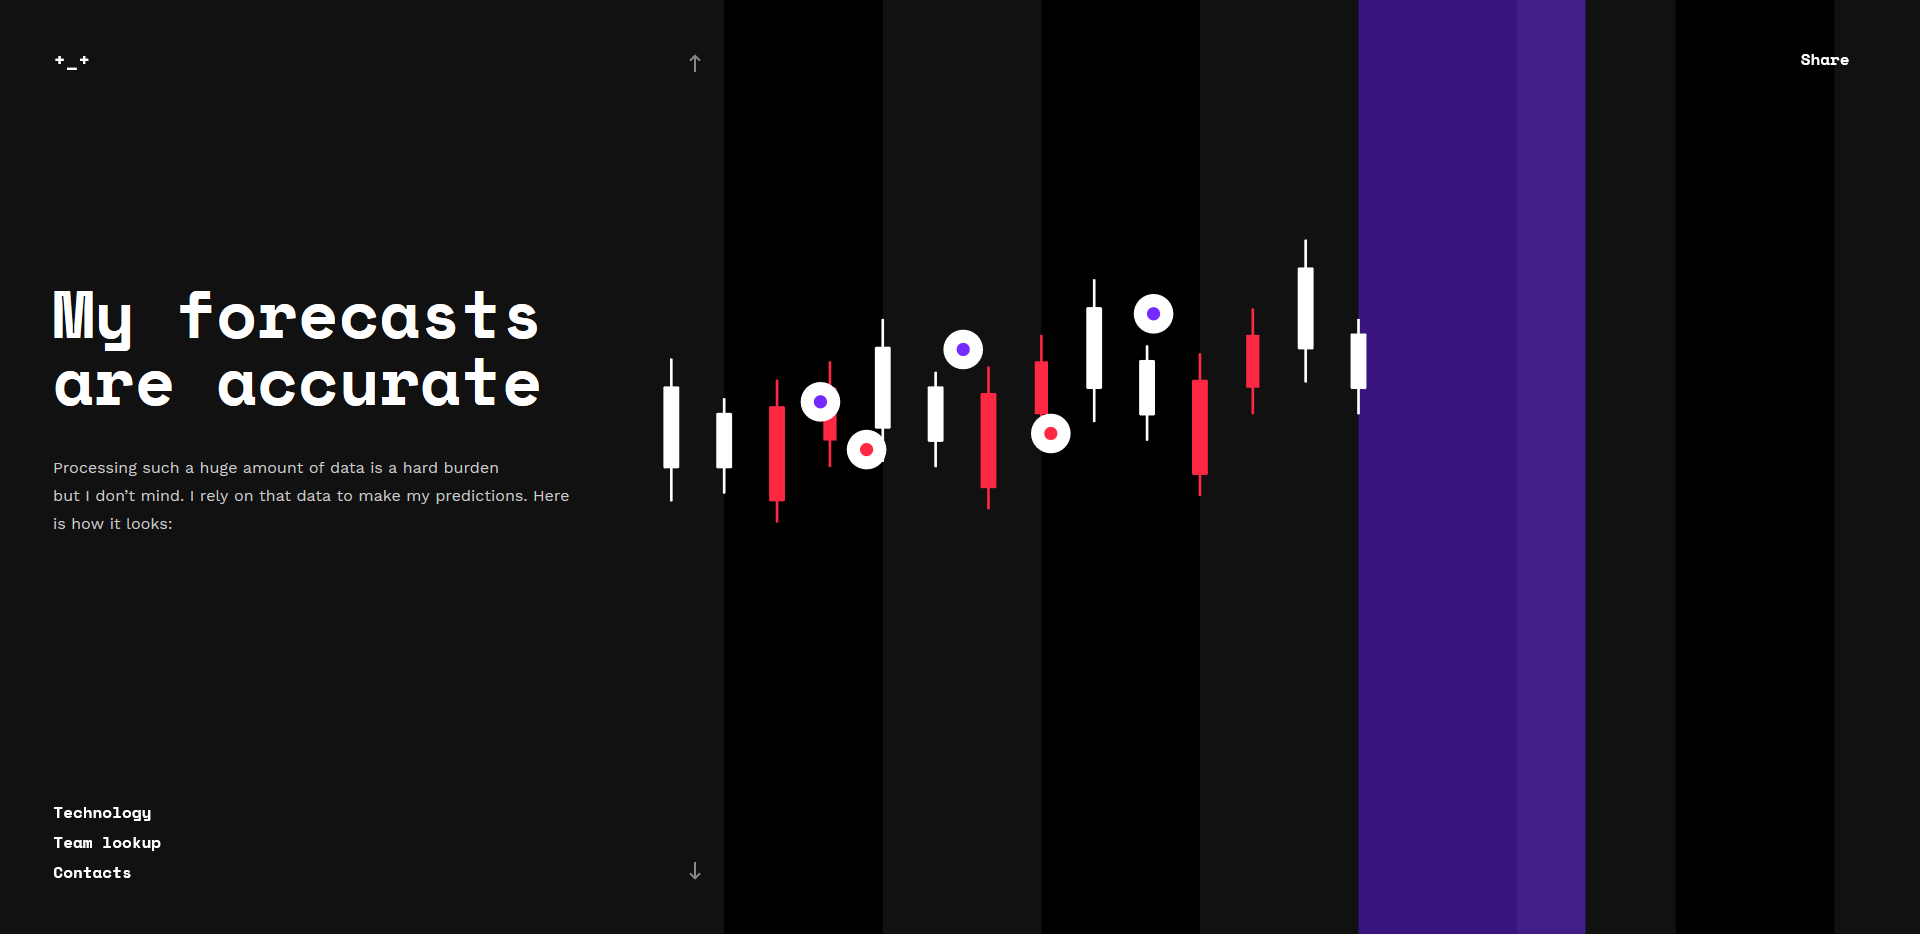 +_+
Share
My forecasts
are accurate
Processing such a huge amount of data is a hard burden
but I don’t mind. I rely on that data to make my predictions. Here
is how it looks:
Technology
Team lookup
Contacts